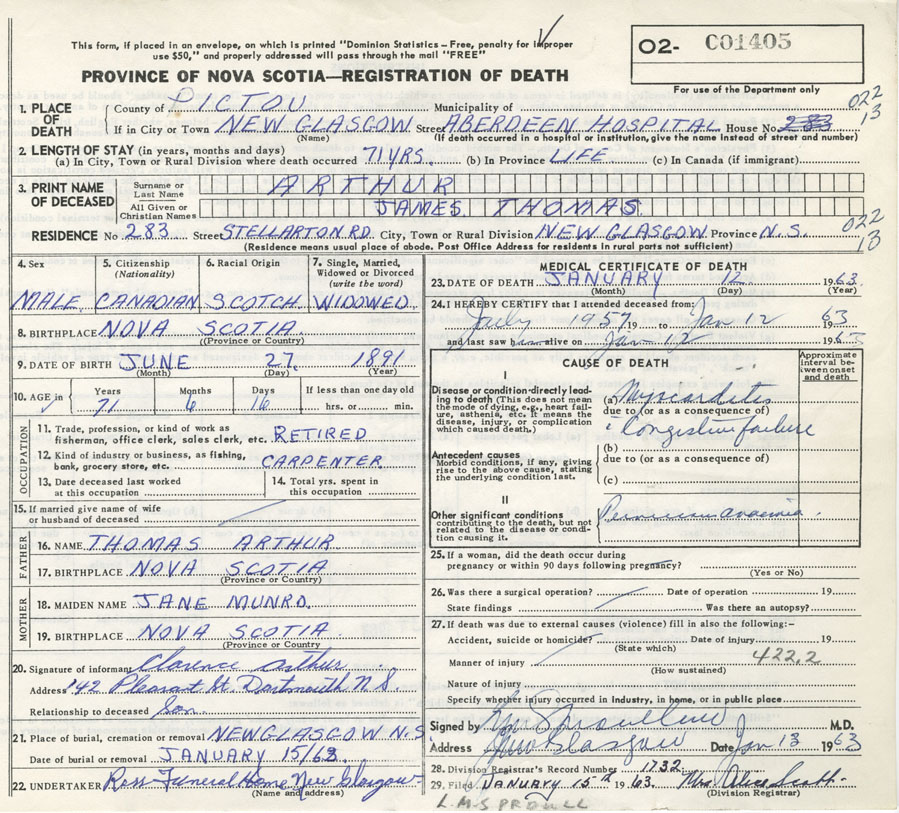 This form, if placed in an envelope, on which is printed "Dominion Statistics – Free, penalty for improper
use $50," and properly addressed will pass through the mail "FREE"
O2- C01405
PROVINCE OF NOVA SCOTIA—REGISTRATION OF DEATH
For use of the Department only
1. PLACE OF DEATH County of PICTOU Municipality of 022
If in City or Town NEW GLASGOW Street ABERDEEN HOSPITAL House No. 283 13
(Name) (If death occurred in a hospital or institution, give the name instead of street and number)
2. LENGTH OF STAY (in years, months and days)
(a) In City, Town or Rural Division where death occurred 71 YRS. (b) In Province LIFE (c) In Canada (if immigrant)
3. PRINT NAME OF DECEASED Surname or Last Name ARTHUR
All Given or Christian Names JAMES THOMAS
RESIDENCE No 283 Street STELLARTON RD. City, Town or Rural Division NEW GLASGOW Province N.S. 022 13
(Residence means usual place of abode. Post Office Address for residents in rural parts not sufficient)
4. Sex 5. Citizenship (Nationality) 6. Racial Origin 7. Single, Married, Widowed or Divorced (write the word)
MALE CANADIAN SCOTCH WIDOWED
8. BIRTHPLACE NOVA SCOTIA
(Province or Country)
9. DATE OF BIRTH JUNE 27 1891
(Month) (Day) (Year)
10. AGE in Years Months Days If less than one day old
71 6 16 hrs. or min.
OCCUPATION
11. Trade, profession, or kind of work as
fisherman, office clerk, sales clerk, etc. RETIRED
12. Kind of industry or business, as fishing,
bank, grocery store, etc. CARPENTER
13. Date deceased last worked at this occupation 14. Total yrs. spent in this occupation
15. If married give name of wife
or husband of deceased
FATHER
16. NAME THOMAS ARTHUR
17. BIRTHPLACE NOVA SCOTIA
(Province or Country)
MOTHER
18. MAIDEN NAME JANE MUNRO.
19. BIRTHPLACE NOVA SCOTIA
(Province or Country)
20. Signature of informant Clarence Arthur
Address 142 Pleasant St. Dartmouth N.S.
Relationship to deceased Son
21. Place of burial, cremation or removal NEW GLASGOW N.S
Date of burial or removal JANUARY 15/63
22. UNDERTAKER Ross Funeral Home New Glasgow
(Name and address)
MEDICAL CERTIFICATE OF DEATH
23. DATE OF DEATH JANUARY 12 1963
(Month) (Day) (Year)
24. I HEREBY CERTIFY that I attended deceased from:
July 1957 19 to Jan 12 1963
and last saw him alive on Jan 12 196
CAUSE OF DEATH
Approximate interval between onset and death
I
Disease or condition directly leading
to death (This does not mean
the mode of dying, e.g., heart failure,
asthenia, etc. It means the
disease, injury, or complication
which caused death.)
(a) Myocarditis
due to (or as a consequence of)
Congestive failure
Antecedent causes
Morbid conditions, if any, giving
rise to the above cause, stating
the underlying condition last.
(b)
due to (or as a consequence of)
(c)
II
Other significant conditions
contributing to the death, but not
related to the disease or condition
causing it.
Pernicious anaemia.
25. If a woman, did the death occur during
pregnancy or within 90 days following pregnancy?
(Yes or No)
26. Was there a surgical operation? Date of operation 19
State findings Was there an autopsy?
27. If death was due to external causes (violence) fill in also the following:–
Accident, suicide or homicide? Date of injury 19
(State which)
Manner of injury 422.2
(How sustained)
Nature of injury
Specify whether injury occurred in industry, in home, or in public place
Signed by M.D.
Address New Glasgow Date Jan 13 1963
28. Division Registrar's Record Number 1732
29. Filed JANUARY 15th 1963. Mrs. Alice Scott
(Division Registrar)
L.M. SPROULL